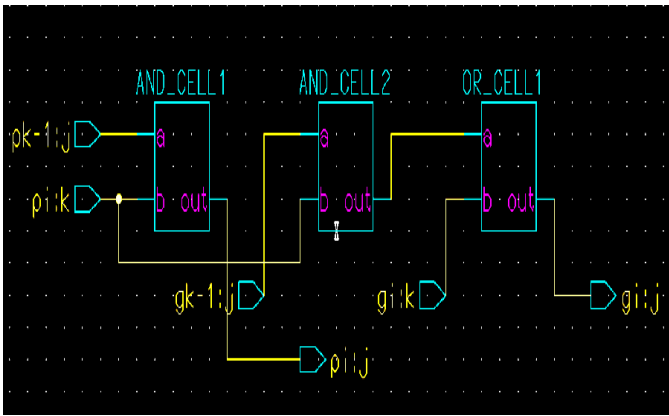 AND_CELL1 AND_CELL2 OR_CELL1
pk-1:j a a a
pi:k b out b out b out
gk-1:j gi:k gi:j
pi:j